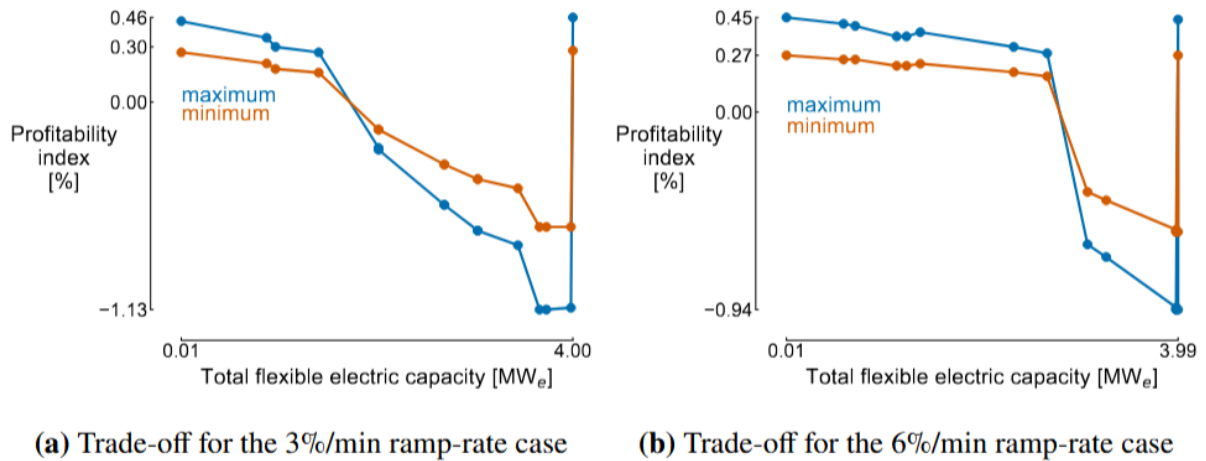 0.46
0.30
0.00
-1.13
Profitability
index
[%]
maximum
minimum
0.01
4.00
Total flexible electric capacity [MWe]
(a) Trade-off for the 3%/min ramp-rate case
0.45
0.27
0.00
−0.94
Profitability
index
[%]
maximum
minimum
0.01
3.99
Total flexible electric capacity [MWe]
(b) Trade-off for the 6%/min ramp-rate case